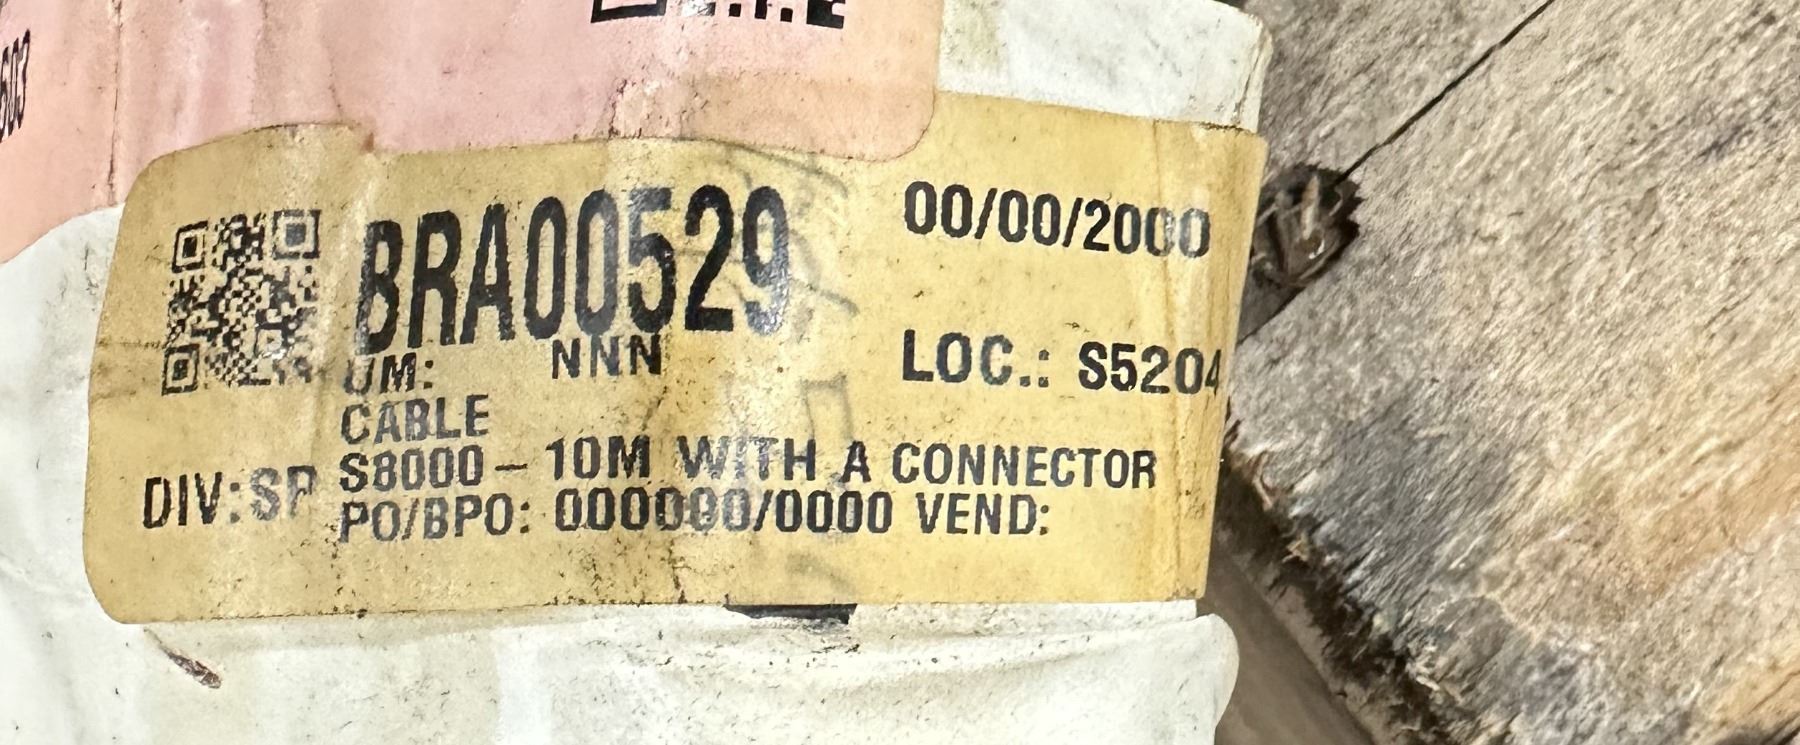 BRA00529
00/00/2000
UM: NNN
LOC.: S5204
CABLE
S8000 - 10M WITH A CONNECTOR
DIV:SP
PO/BPO: 000000/0000 VEND: